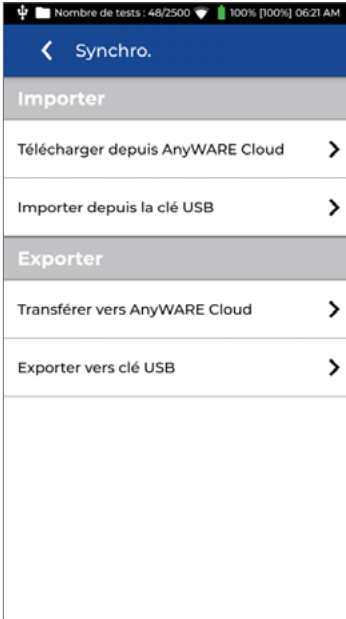 Nombre de tests : 48/2500 100% [100%] 06:21 AM
Synchro.
Importer
Télécharger depuis AnyWARE Cloud
Importer depuis la clé USB
Exporter
Transférer vers AnyWARE Cloud
Exporter vers clé USB